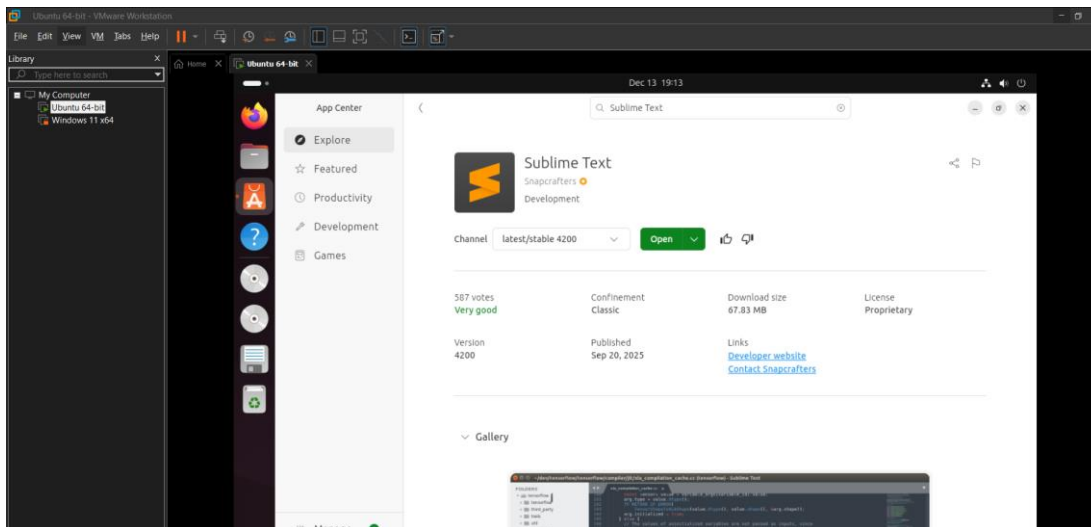 Ubuntu 64-bit - VMware Workstation
File Edit View VM Tabs Help
Library
Type here to search
My Computer
Ubuntu 64-bit
Windows 11 x64
Home
Ubuntu 64-bit
Dec 13 19:13
App Center
Explore
Featured
Productivity
Development
Games
Sublime Text
Sublime Text
Snapcrafters
Development
Channel
latest/stable 4200
Open
587 votes
Very good
Confinement
Classic
Download size
67.83 MB
License
Proprietary
Version
4200
Published
Sep 20, 2025
Links
Developer website
Contact Snapcrafters
Gallery